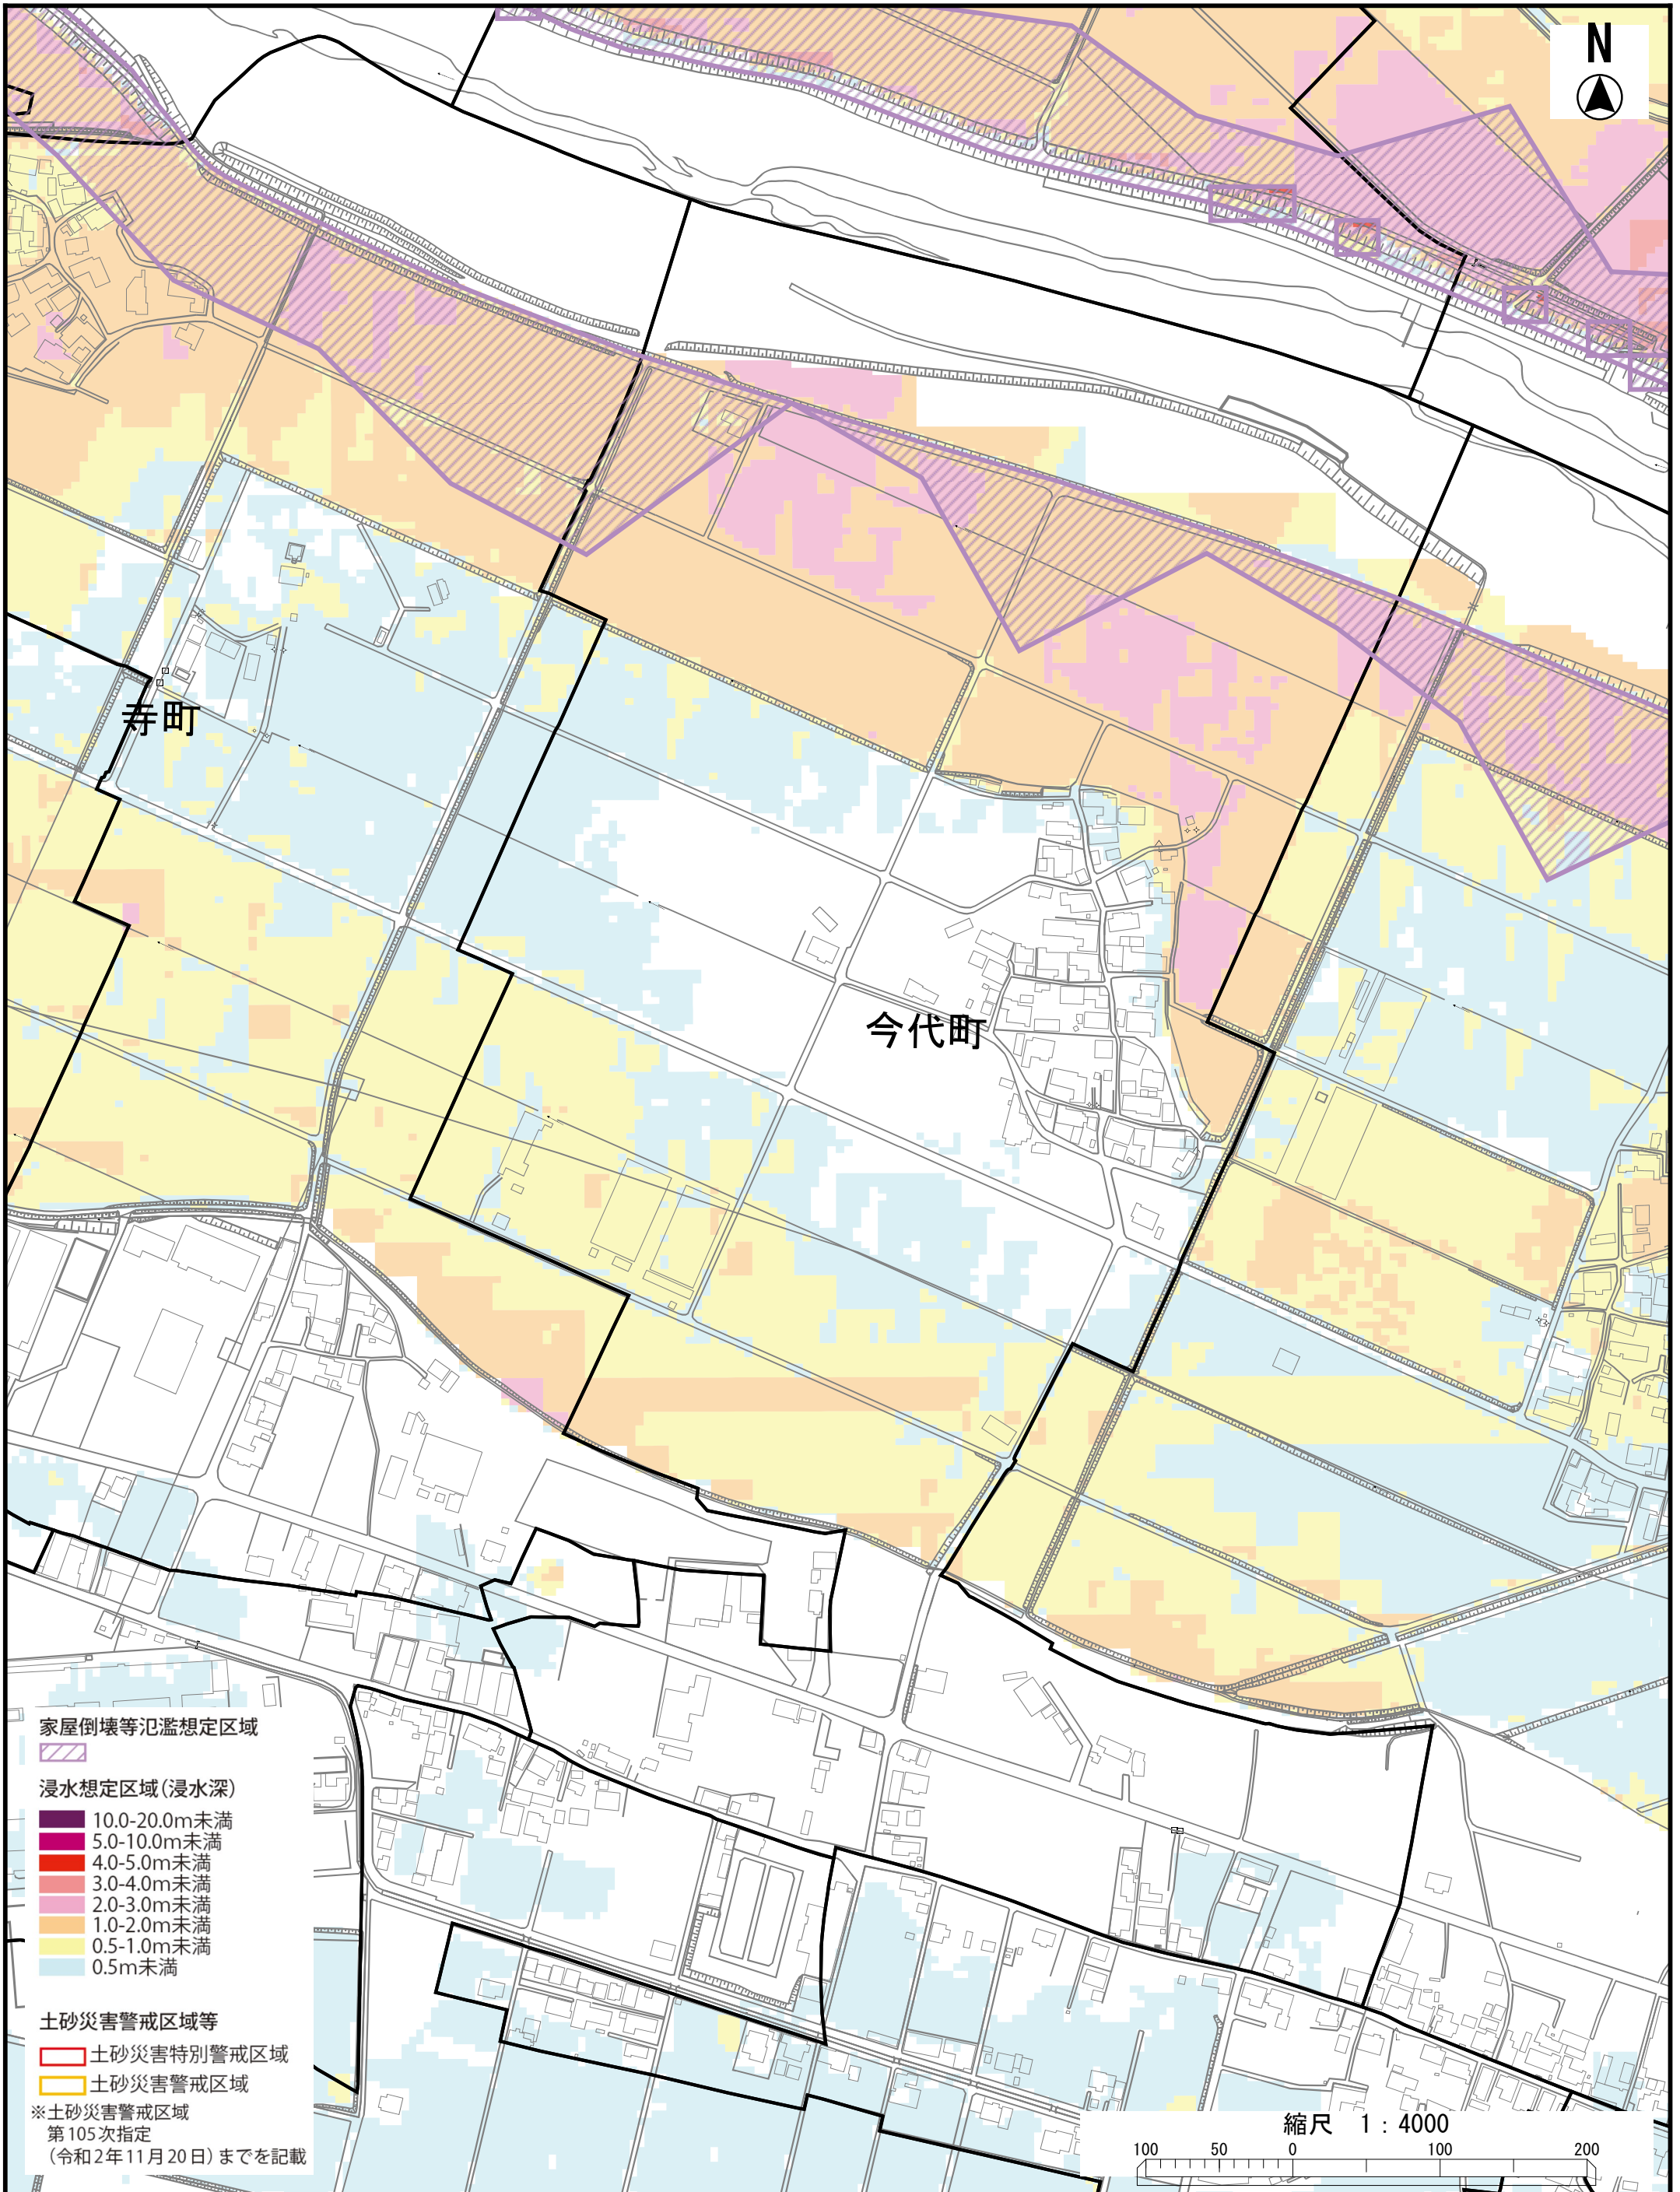 N
寺町
今代町
家屋倒壊等氾濫想定区域
浸水想定区域(浸水深)
10.0-20.0m未満
5.0-10.0m未満
4.0-5.0m未満
3.0-4.0m未満
2.0-3.0m未満
1.0-2.0m未満
0.5-1.0m未満
0.5m未満
土砂災害警戒区域等
土砂災害特別警戒区域
土砂災害警戒区域
※土砂災害警戒区域
第105次指定
(令和2年11月20日)までを記載
縮尺 1:4000
100 50 0 100 200